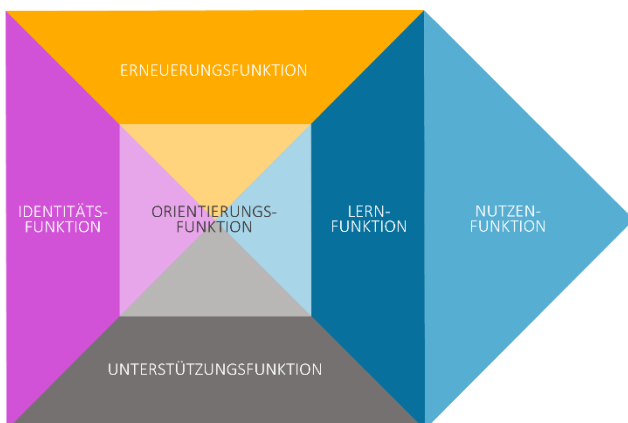 ERNEUERUNGSFUNKTION
IDENTITÄTS-
FUNKTION
ORIENTIERUNGS-
FUNKTION
LERN-
FUNKTION
NUTZEN-
FUNKTION
UNTERSTÜTZUNGSFUNKTION